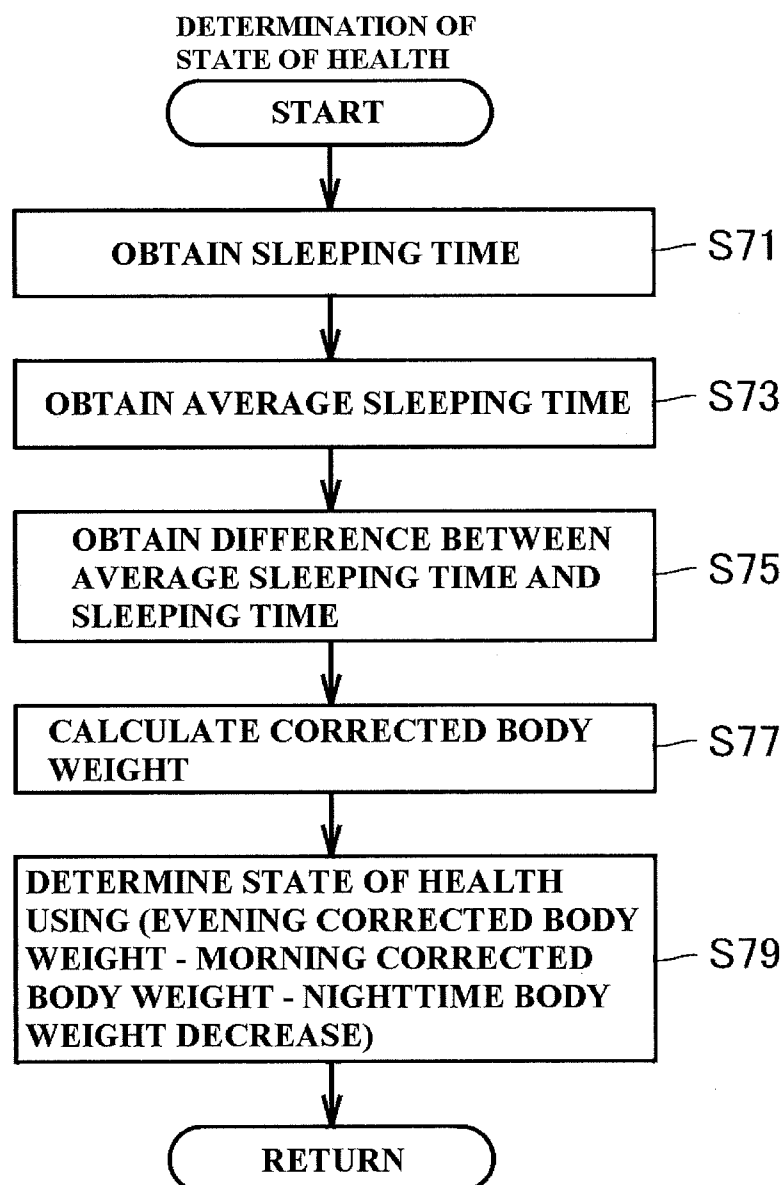 DETERMINATION OF
STATE OF HEALTH
START
OBTAIN SLEEPING TIME
S71
OBTAIN AVERAGE SLEEPING TIME
S73
OBTAIN DIFFERENCE BETWEEN
AVERAGE SLEEPING TIME AND
SLEEPING TIME
S75
CALCULATE CORRECTED BODY
WEIGHT
S77
DETERMINE STATE OF HEALTH
USING (EVENING CORRECTED BODY
WEIGHT - MORNING CORRECTED
BODY WEIGHT - NIGHTTIME BODY
WEIGHT DECREASE)
S79
RETURN